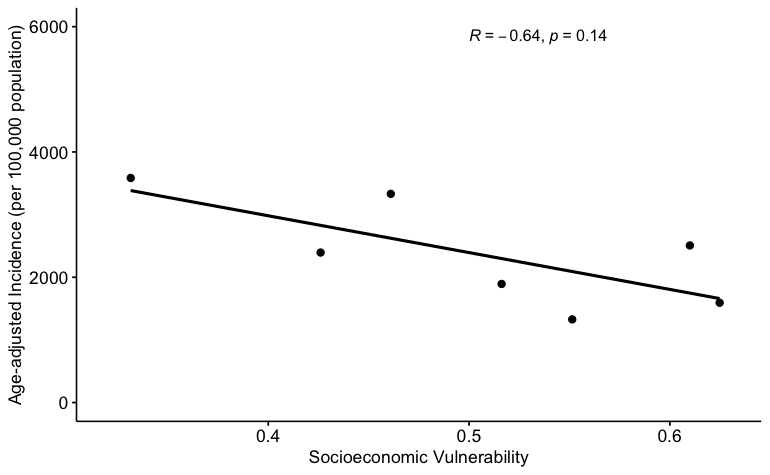 6000
R = – 0.64, p = 0.14
4000
2000
0
Age-adjusted Incidence (per 100,000 population)
0.4 0.5 0.6
Socioeconomic Vulnerability